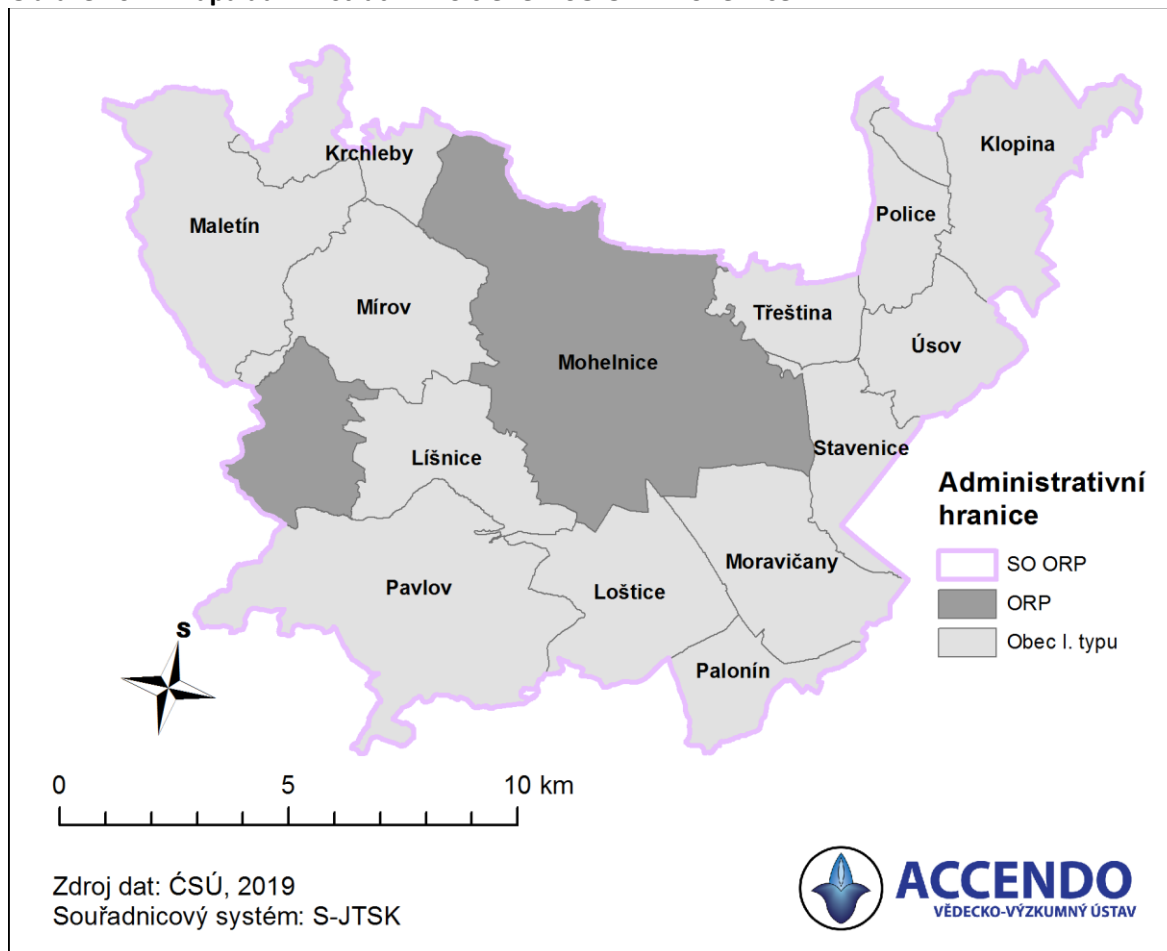 Krchleby
Klopina
Maletín
Police
Mírov
Třeština
Úsov
Mohelnice
Líšnice
Stavenice
Administrativní
hranice
SO ORP
ORP
Obec I. typu
Moravičany
Pavlov
Loštice
Palonín
S
0 5 10 km
Zdroj dat: ĆSÚ, 2019
Souřadnicový systém: S-JTSK
ACCENDO
VĚDECKO-VÝZKUMNÝ ÚSTAV